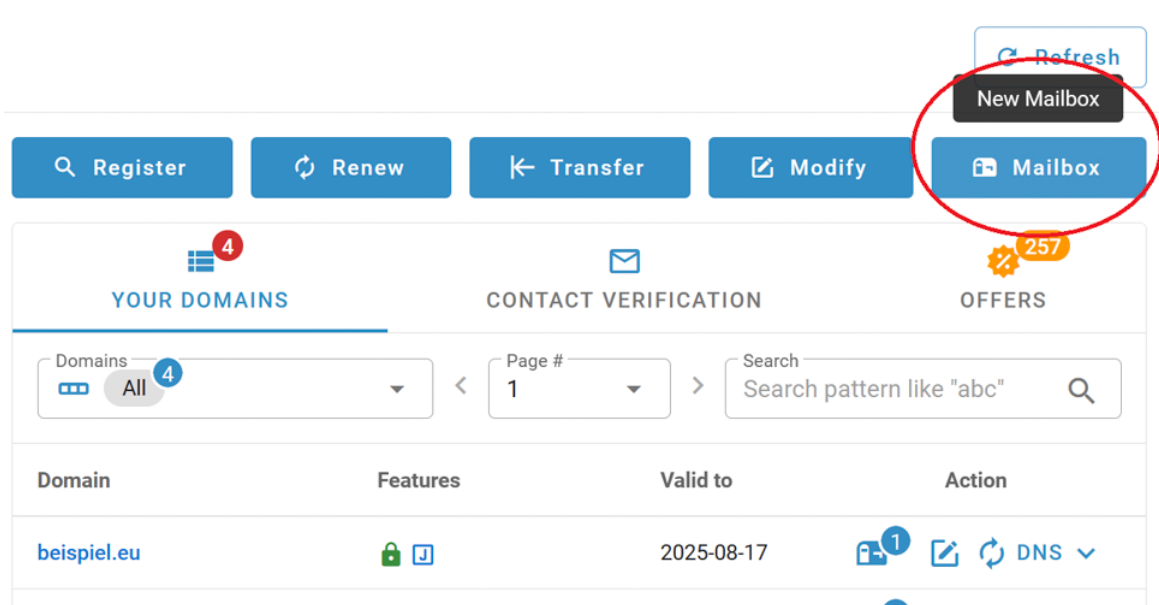 Refresh
New Mailbox
Register Renew Transfer Modify Mailbox
4 257
YOUR DOMAINS CONTACT VERIFICATION OFFERS
Domains Page # Search
All 4 1 Search pattern like "abc"
Domain Features Valid to Action
beispiel.eu J 2025-08-17 1 DNS